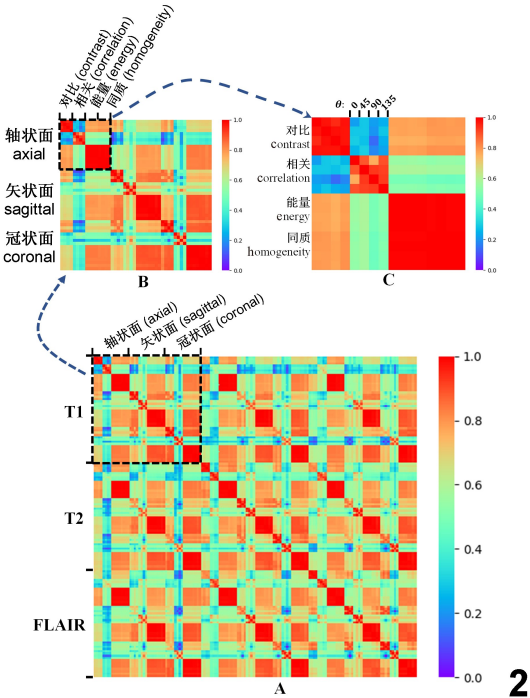 对比 (contrast)
相关 (correlation)
能量 (energy)
同质 (homogeneity)
轴状面
axial
矢状面
sagittal
冠状面
coronal
1.0
0.8
0.6
0.4
0.2
0.0
B
θ: 0 45 90 135
对比
contrast
相关
correlation
能量
energy
同质
homogeneity
1.0
0.8
0.6
0.4
0.2
0.0
C
轴状面 (axial)
矢状面 (sagittal)
冠状面 (coronal)
T1
T2
FLAIR
1.0
0.8
0.6
0.4
0.2
0.0
A
2